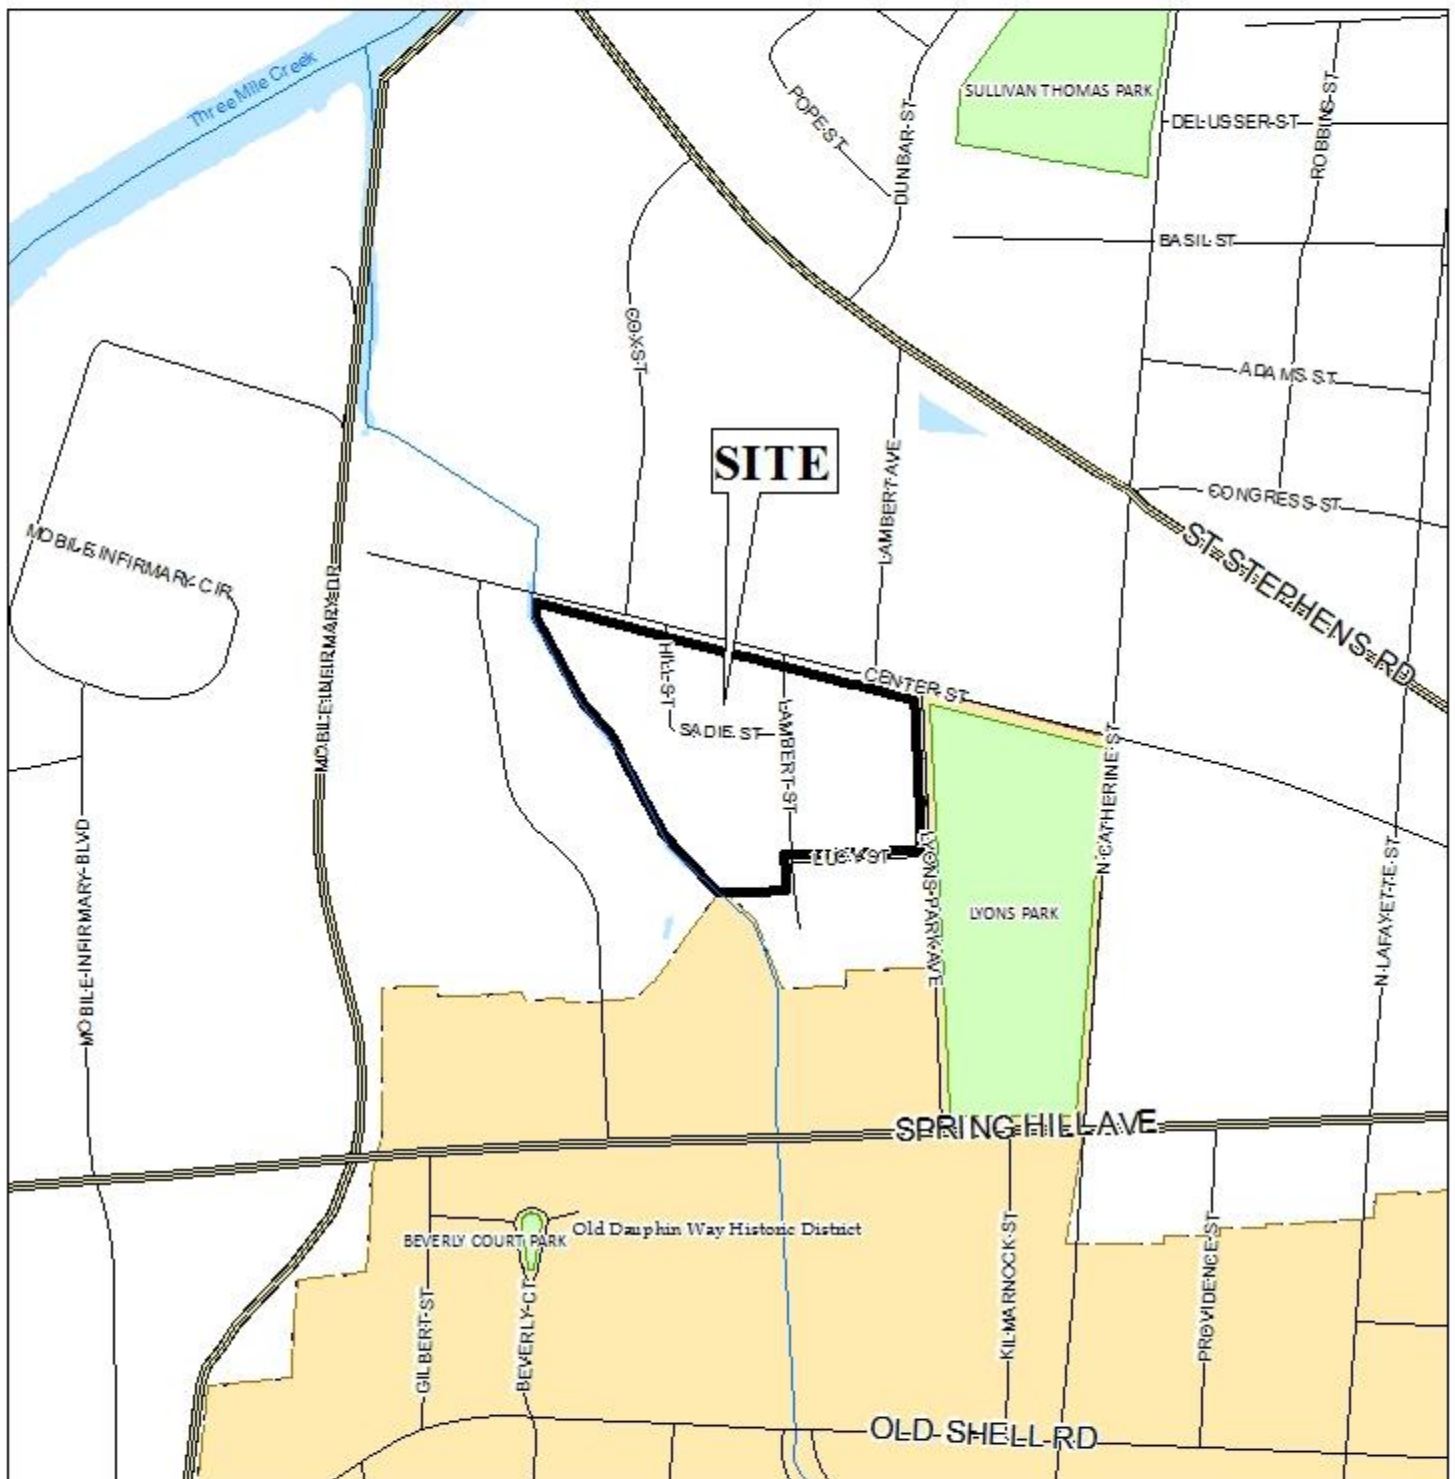 Three Mile Creek
POPE ST
DUNBAR ST
SULLIVAN THOMAS PARK
DELUSSER ST
ROBBINS ST
BASIL ST
COX ST
ADAMS ST
SITE
LAMBERT AVE
CONGRESS ST
ST STEPHENS RD
MOBILE INFIRMARY CIR
MOBILE INFIRMARY DR
HILL ST
SADIE ST
LAMBERT ST
CENTER ST
N CATHERINE ST
LUCY ST
LYONS PARK AVE
LYONS PARK
N LAFAYETTE ST
MOBILE INFIRMARY BLVD
SPRING HILL AVE
BEVERLY COURT PARK
Old Dauphin Way Historic District
GILBERT ST
BEVERLY CT
KILMARNOCK ST
PROVIDENCE ST
OLD SHELL RD